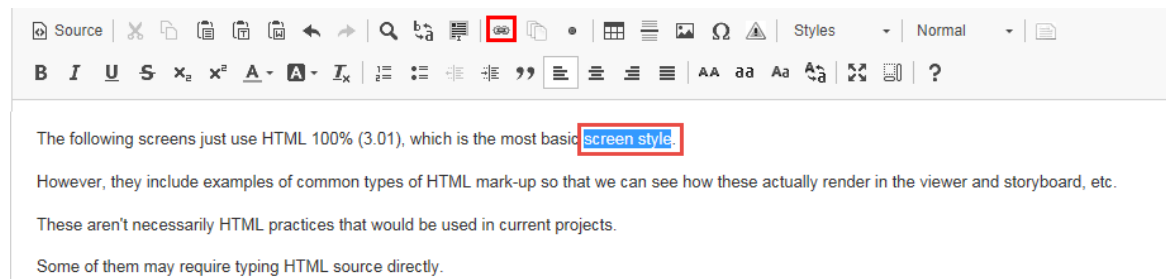 Source Styles Normal
B I U S x₂ x² A A Tx AA aa Aa ?
The following screens just use HTML 100% (3.01), which is the most basic screen style.
However, they include examples of common types of HTML mark-up so that we can see how these actually render in the viewer and storyboard, etc.
These aren't necessarily HTML practices that would be used in current projects.
Some of them may require typing HTML source directly.